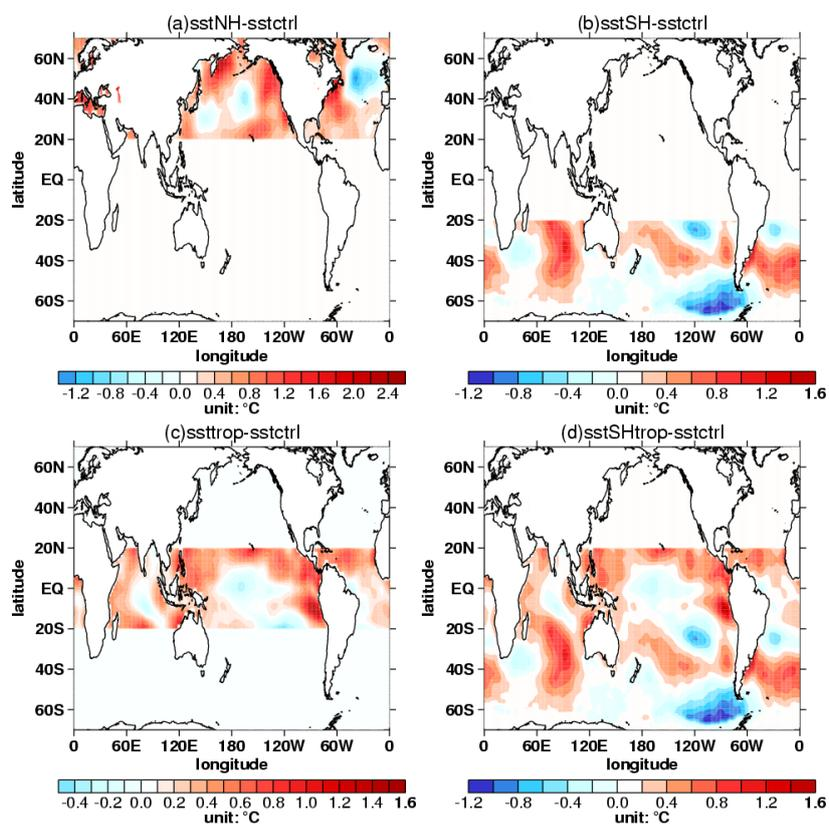 (a)sstNH-sstctrl
60N
40N
20N
EQ
20S
40S
60S
latitude
0 60E 120E 180 120W 60W 0
longitude
-1.2 -0.8 -0.4 0.0 0.4 0.8 1.2 1.6 2.0 2.4
unit: °C
(b)sstSH-sstctrl
60N
40N
20N
EQ
20S
40S
60S
latitude
0 60E 120E 180 120W 60W 0
longitude
-1.2 -0.8 -0.4 0.0 0.4 0.8 1.2 1.6
unit: °C
(c)ssttrop-sstctrl
60N
40N
20N
EQ
20S
40S
60S
latitude
0 60E 120E 180 120W 60W 0
longitude
-0.4 -0.2 0.0 0.2 0.4 0.6 0.8 1.0 1.2 1.4 1.6
unit: °C
(d)sstSHtrop-sstctrl
60N
40N
20N
EQ
20S
40S
60S
latitude
0 60E 120E 180 120W 60W 0
longitude
-1.2 -0.8 -0.4 0.0 0.4 0.8 1.2 1.6
unit: °C